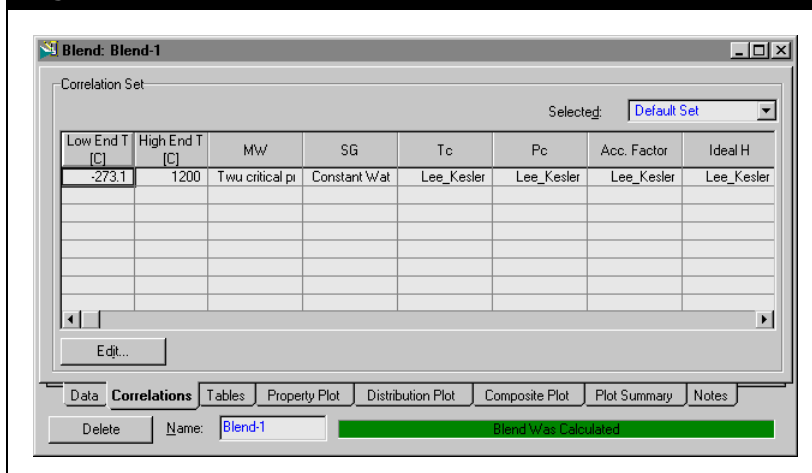 Blend: Blend-1
Correlation Set
Selected: Default Set
Low End T [C] High End T [C] MW SG Tc Pc Acc. Factor Ideal H
-273.1 1200 Twu critical pr Constant Wat Lee_Kesler Lee_Kesler Lee_Kesler Lee_Kesler
Edit...
Data Correlations Tables Property Plot Distribution Plot Composite Plot Plot Summary Notes
Delete Name: Blend-1 Blend Was Calculated